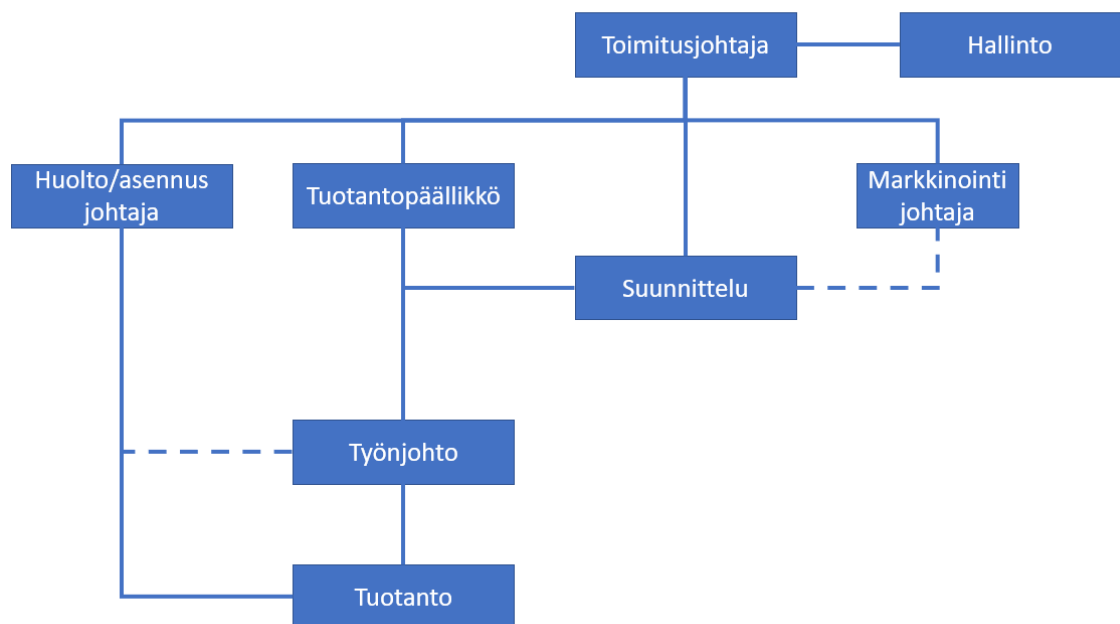 Toimitusjohtaja
Hallinto
Huolto/asennus
johtaja
Tuotantopäällikkö
Markkinointi
johtaja
Suunnittelu
Työnjohto
Tuotanto